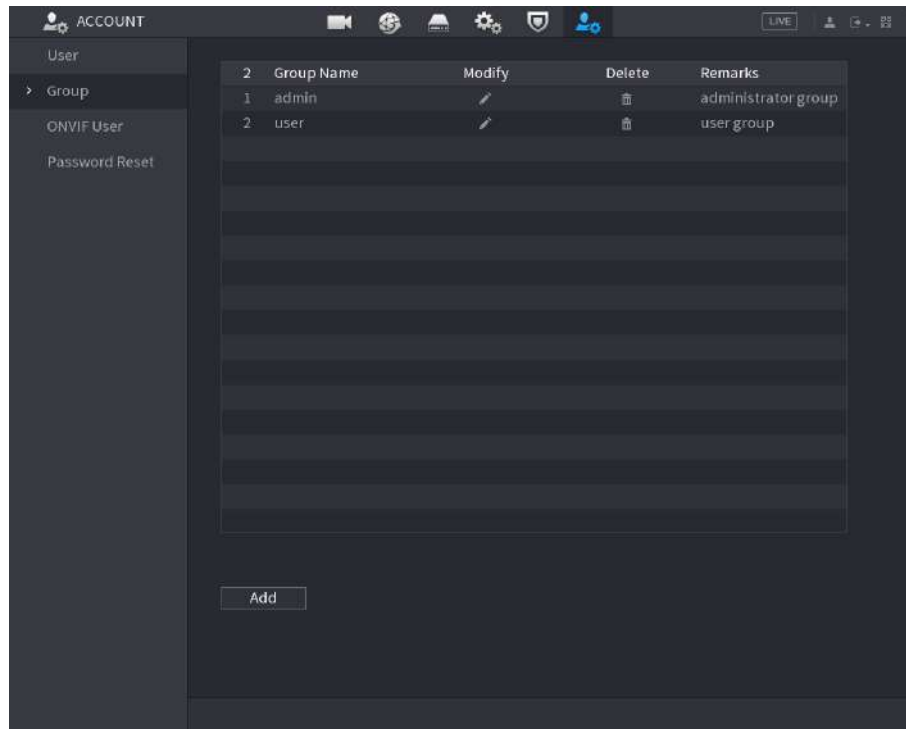 ACCOUNT LIVE
User
Group
ONVIF User
Password Reset
2 Group Name Modify Delete Remarks
1 admin administrator group
2 user user group
Add